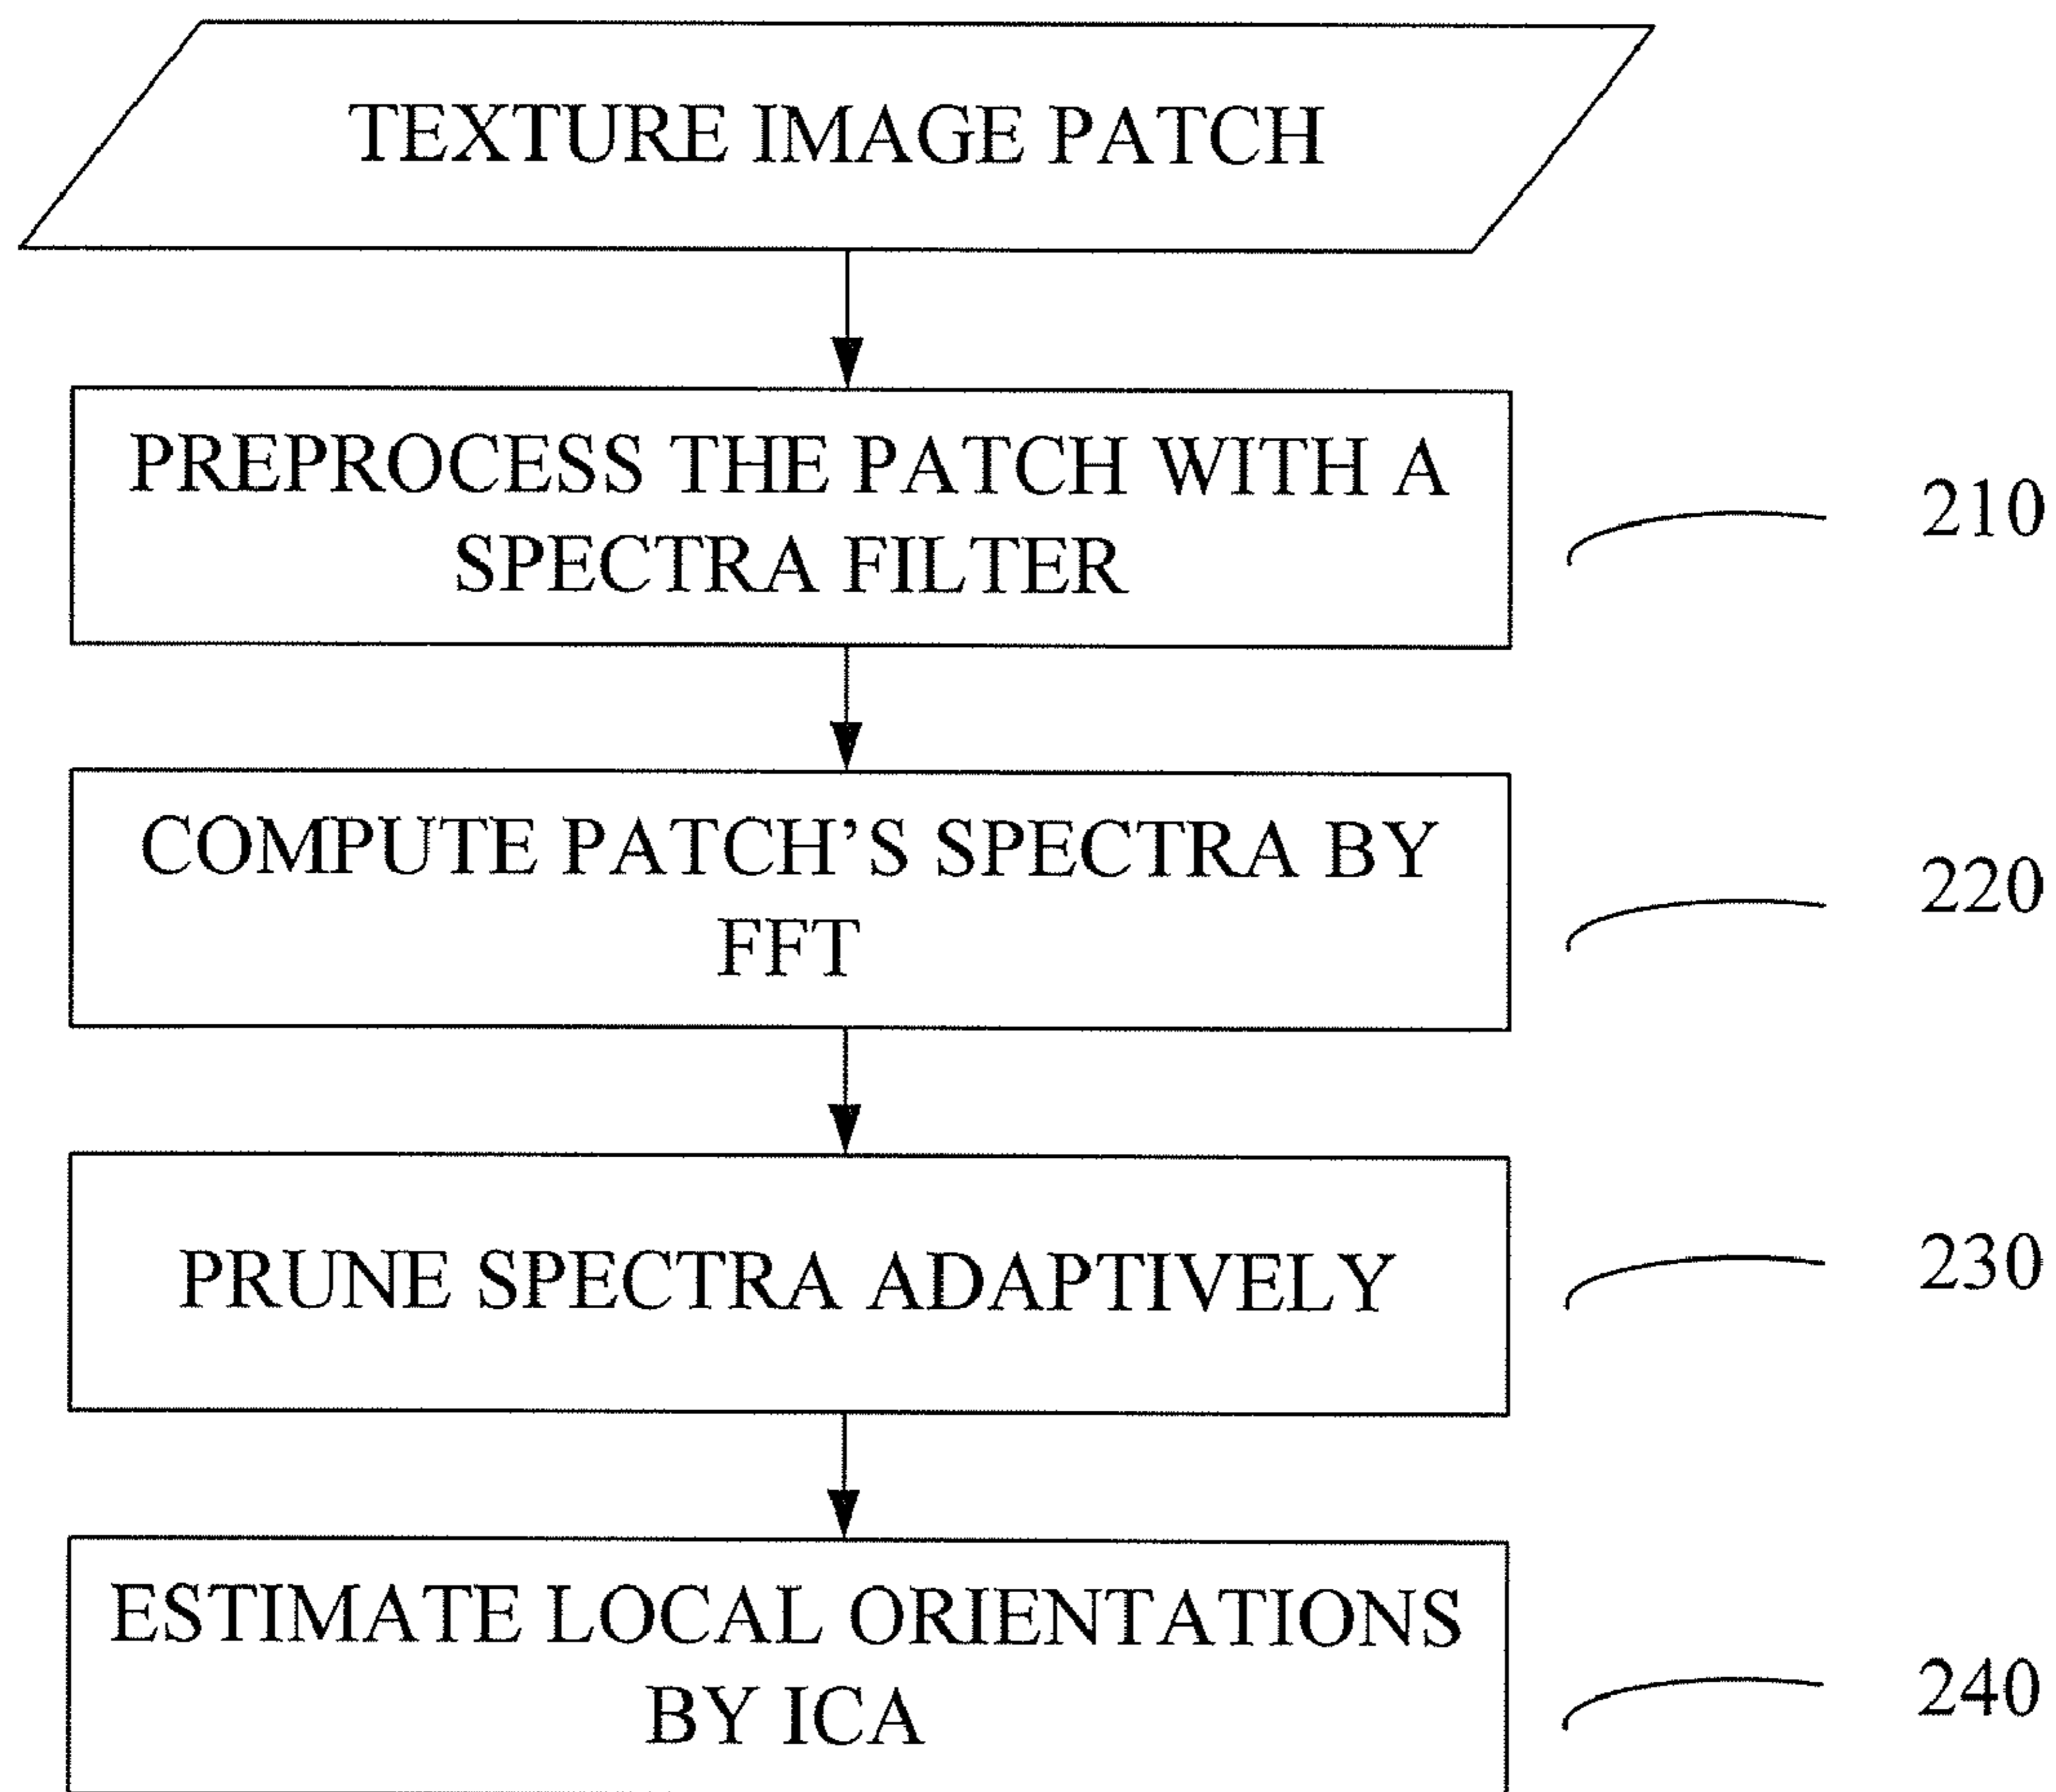 TEXTURE IMAGE PATCH
PREPROCESS THE PATCH WITH A
SPECTRA FILTER
210
COMPUTE PATCH’S SPECTRA BY
FFT
220
PRUNE SPECTRA ADAPTIVELY
230
ESTIMATE LOCAL ORIENTATIONS
BY ICA
240